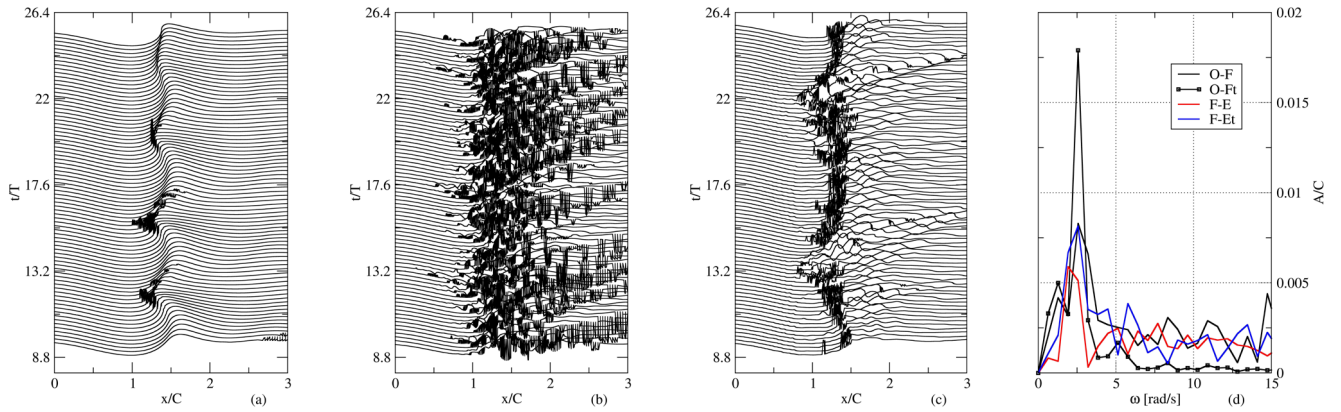 26.4
22
17.6
13.2
8.8
t/T
0
1
2
3
x/C
(a)
26.4
22
17.6
13.2
8.8
t/T
0
1
2
3
x/C
(b)
26.4
22
17.6
13.2
8.8
t/T
0
1
2
3
x/C
(c)
O-F
O-Ft
F-E
F-Et
0.02
0.015
0.01
0.005
0
A/C
0
5
10
15
ω [rad/s]
(d)